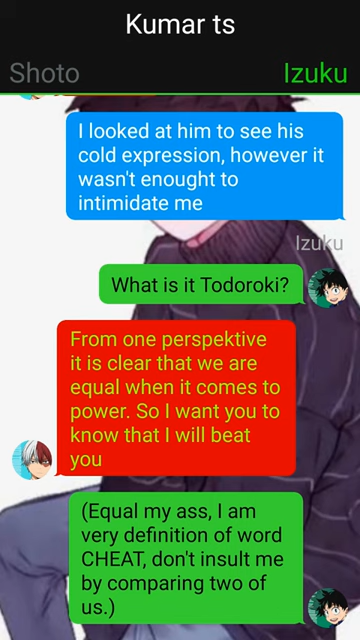 Kumar ts
Shoto
Izuku
I looked at him to see his
cold expression, however it
wasn't enought to
intimidate me
Izuku
What is it Todoroki?
From one perspektive
it is clear that we are
equal when it comes to
power. So I want you to
know that I will beat
you
(Equal my ass, I am
very definition of word
CHEAT, don't insult me
by comparing two of
us.)